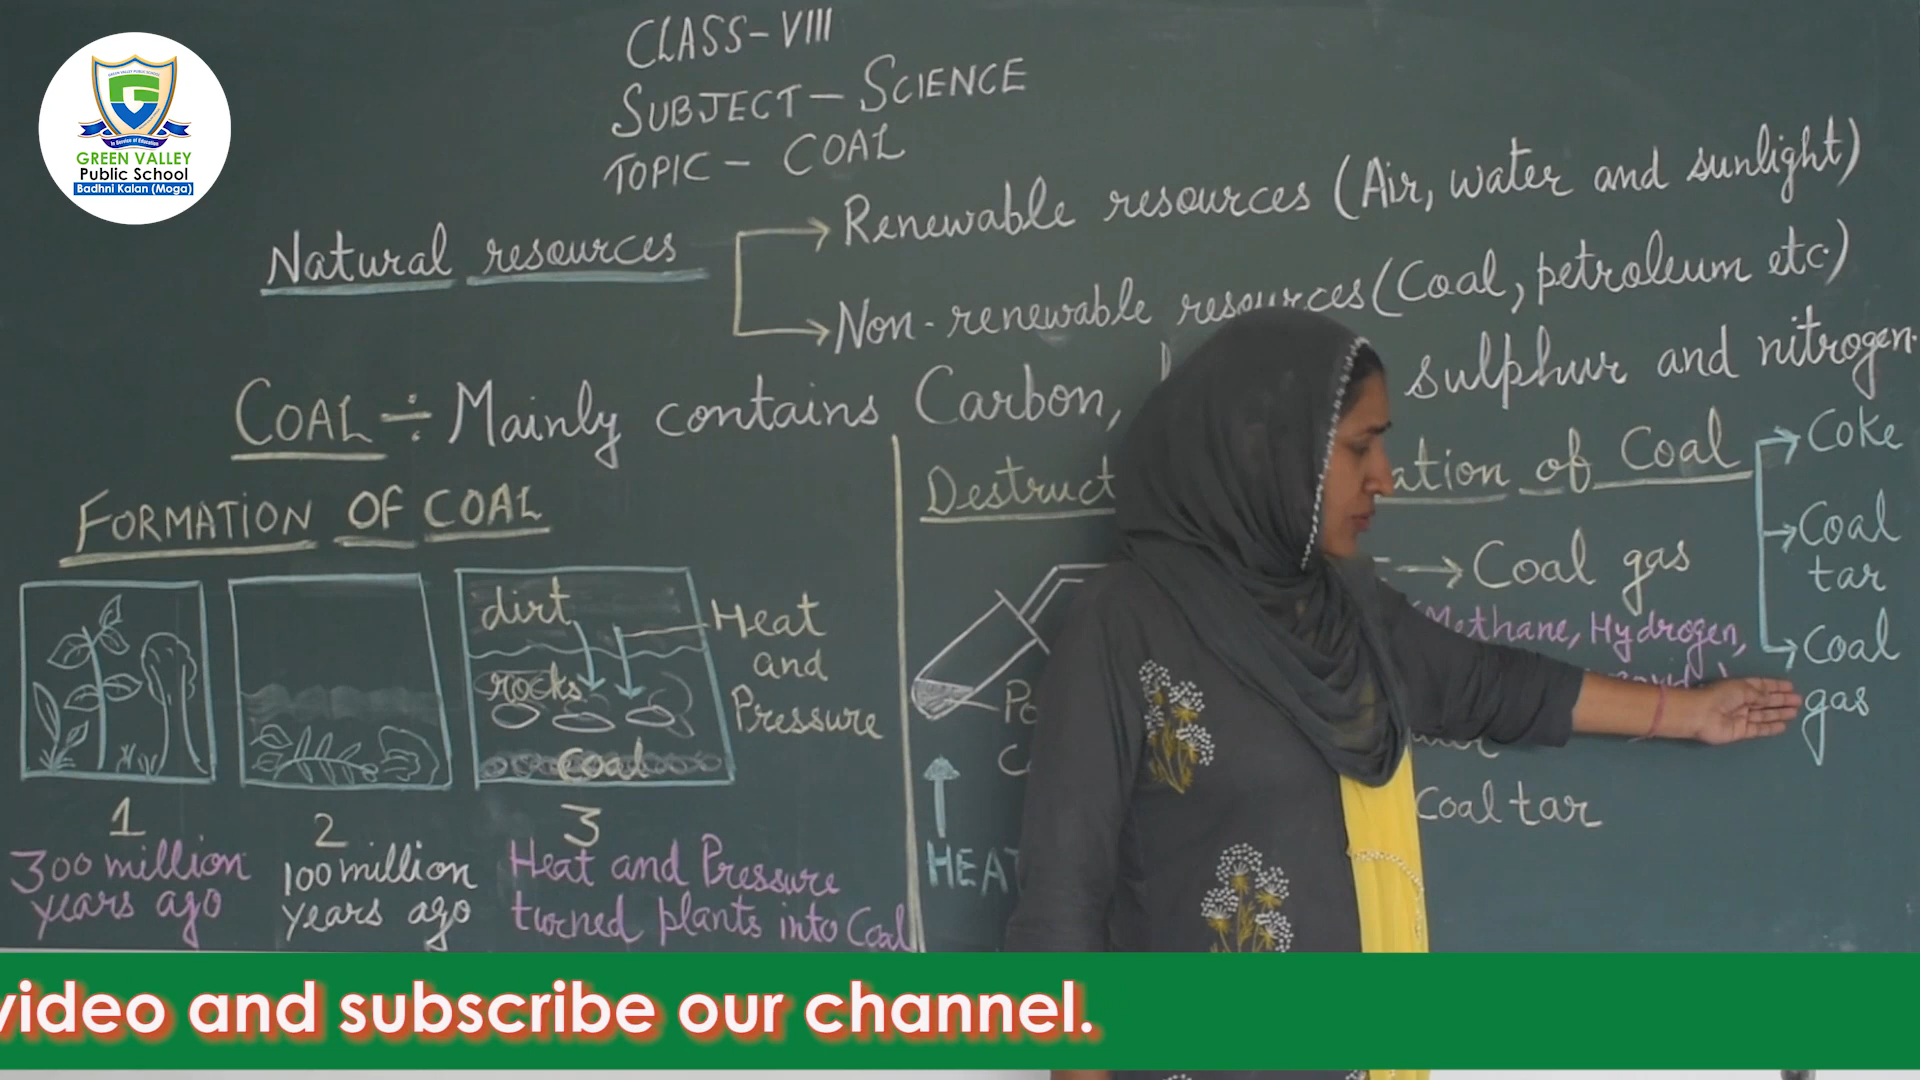 CLASS-VIII
SUBJECT - SCIENCE
TOPIC - COAL
GREEN VALLEY
Public School
Badhni Kalan (Moga)
Natural resources
Renewable resources (Air, water and sunlight)
Non-renewable resources (Coal, petroleum etc.)
COAL ÷ Mainly contains Carbon, sulphur and nitrogen.
FORMATION OF COAL
dirt
rocks
coal
Heat
and
Pressure
1
300 million
years ago
2
100 million
years ago
3
Heat and Pressure
turned plants into Coal
Destruct ation of Coal
Coke
Coal
tar
Coal
gas
Coal gas
(Methane, Hydrogen,
Coal tar
HEAT
video and subscribe our channel.